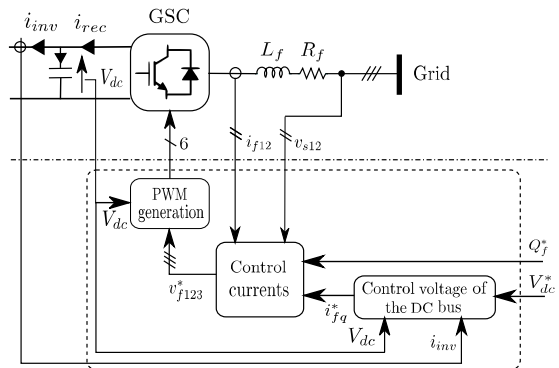 GSC
i_inv i_rec
V_dc
L_f R_f
Grid
6
i_f12
v_s12
PWM
generation
V_dc
Control
currents
Q_f^*
v_f123^*
i_fq^*
Control voltage of
the DC bus
V_dc^*
V_dc
i_inv